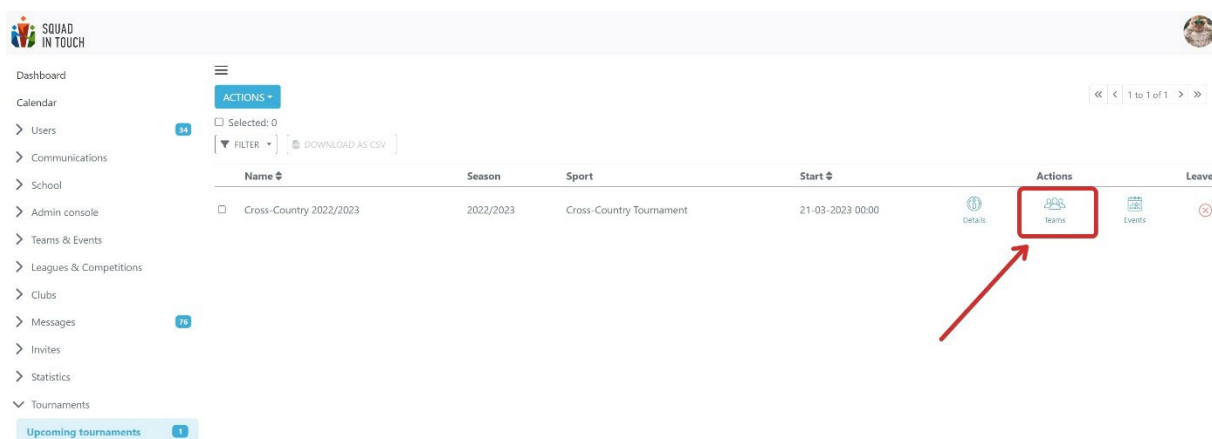 SQUAD
IN TOUCH
Dashboard
Calendar
Users 34
Communications
School
Admin console
Teams & Events
Leagues & Competitions
Clubs
Messages 76
Invites
Statistics
Tournaments
Upcoming tournaments 1
ACTIONS
1 to 1 of 1
Selected: 0
FILTER
DOWNLOAD AS CSV
Name Season Sport Start Actions Leave
Cross-Country 2022/2023 2022/2023 Cross-Country Tournament 21-03-2023 00:00 Details Teams Events